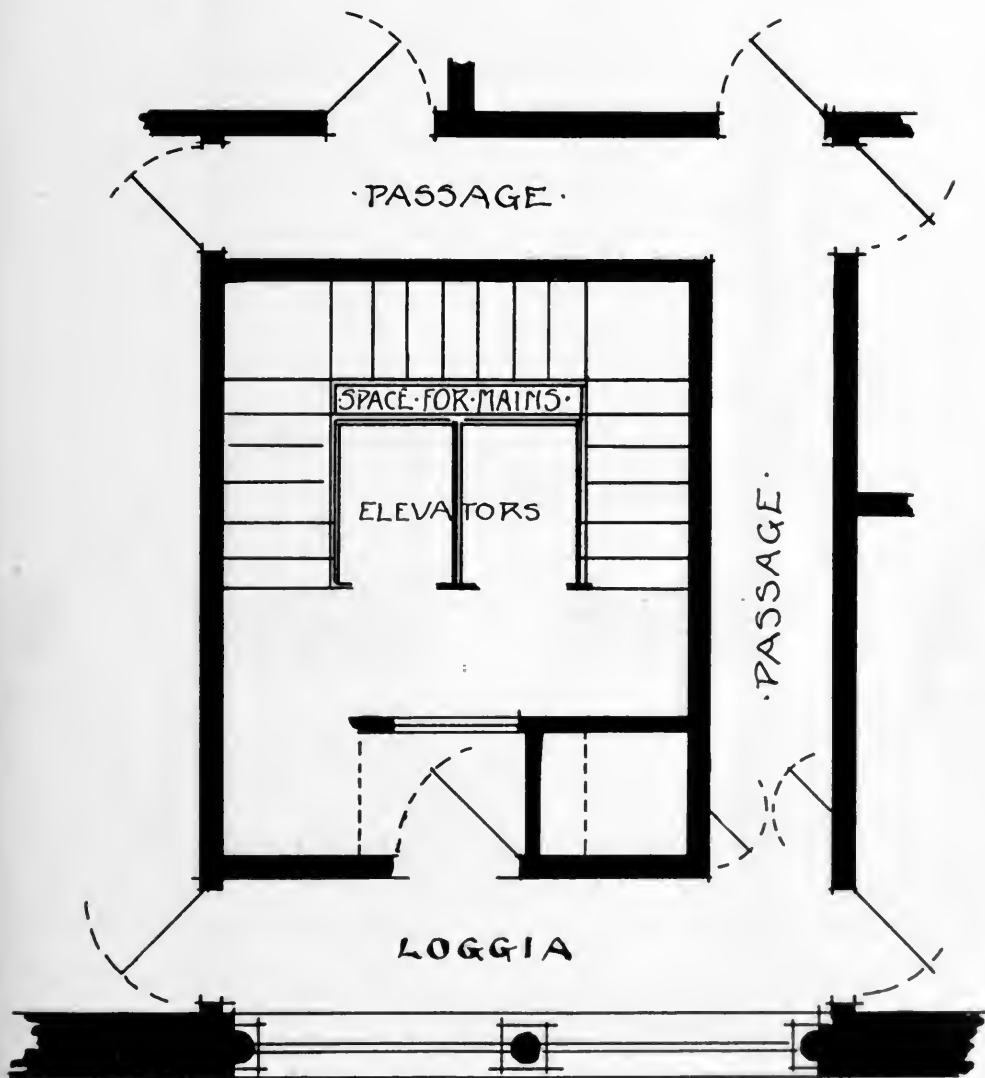 ·PASSAGE·
·SPACE·FOR·MAINS·
ELEVATORS
·PASSAGE·
LOGGIA